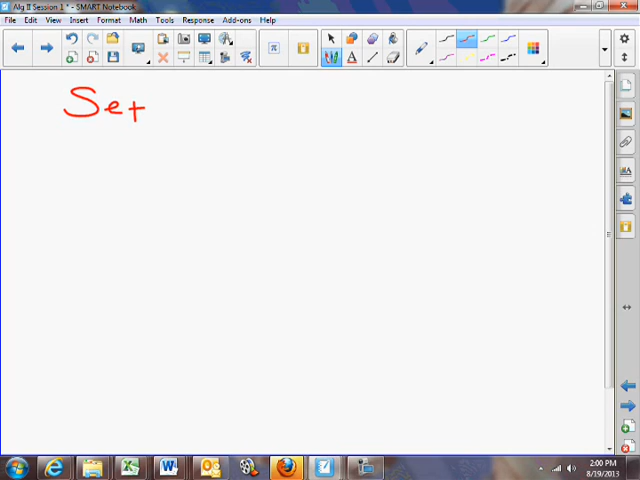 Alg II Session 1 * - SMART Notebook
File Edit View Insert Format Math Tools Response Add-ons Help
Set
2:00 PM
8/19/2013